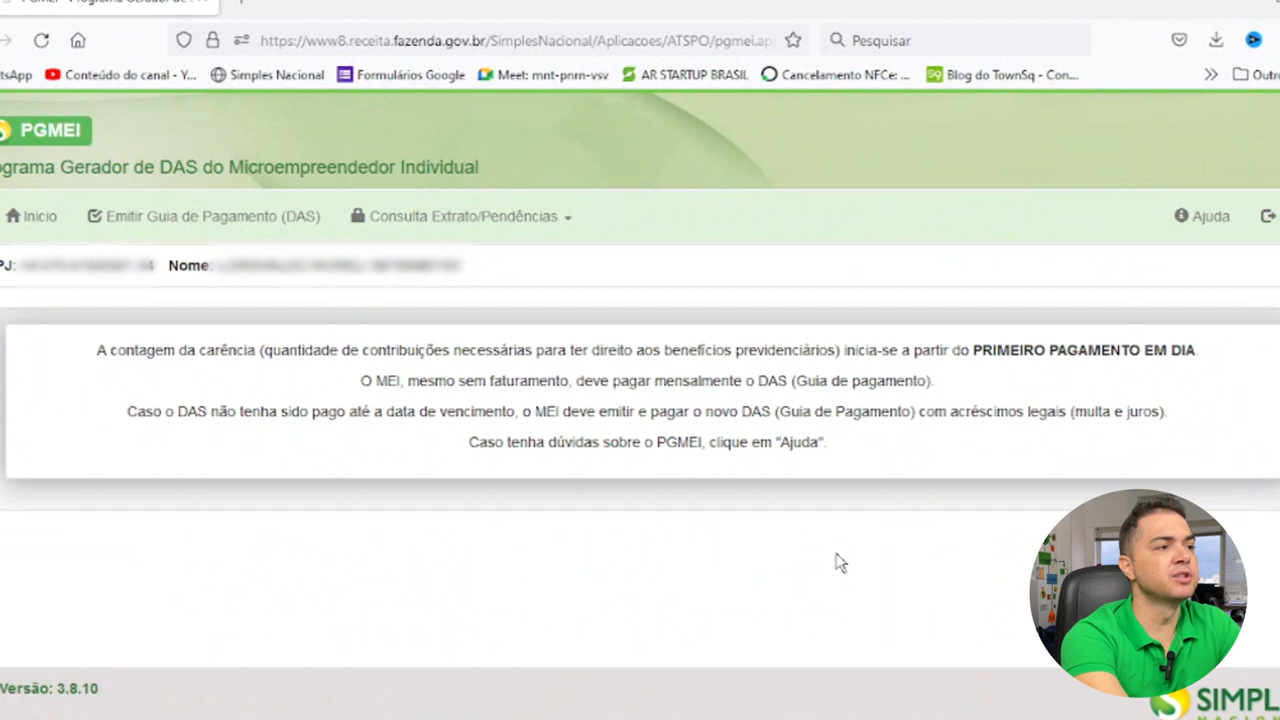 https://www8.receita.fazenda.gov.br/SimplesNacional/Aplicacoes/ATSPO/pgmei.ap
Pesquisar
tsApp
Conteúdo do canal - Y...
Simples Nacional
Formulários Google
Meet: mnt-pnrn-vsv
AR STARTUP BRASIL
Cancelamento NFCe: ...
Blog do TownSq - Con...
Outro
PGMEI
ograma Gerador de DAS do Microempreendedor Individual
Inicio
Emitir Guia de Pagamento (DAS)
Consulta Extrato/Pendências
Ajuda
PJ:
Nome:
A contagem da carência (quantidade de contribuições necessárias para ter direito aos benefícios previdenciários) inicia-se a partir do PRIMEIRO PAGAMENTO EM DIA.
O MEI, mesmo sem faturamento, deve pagar mensalmente o DAS (Guia de pagamento).
Caso o DAS não tenha sido pago até a data de vencimento, o MEI deve emitir e pagar o novo DAS (Guia de Pagamento) com acréscimos legais (multa e juros).
Caso tenha dúvidas sobre o PGMEI, clique em "Ajuda".
Versão: 3.8.10
SIMPL